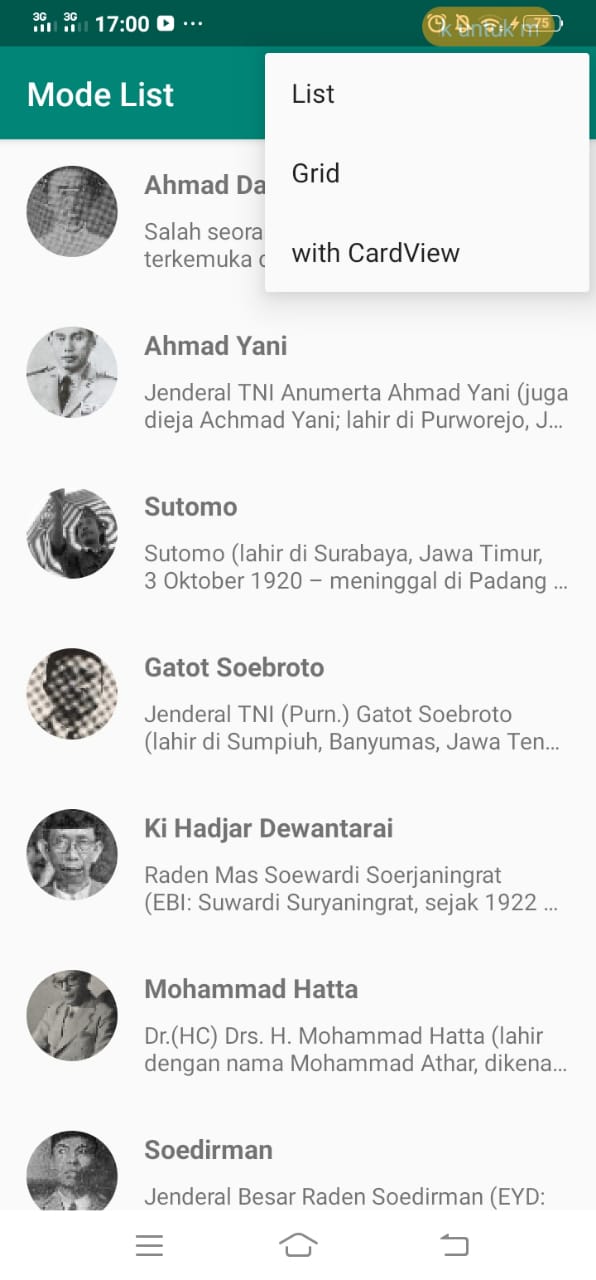 3G 3G 17:00 75
k untuk m
Mode List
List
Grid
with CardView
Ahmad Da
Salah seora
terkemuka
Ahmad Yani
Jenderal TNI Anumerta Ahmad Yani (juga
dieja Achmad Yani; lahir di Purworejo, J...
Sutomo
Sutomo (lahir di Surabaya, Jawa Timur,
3 Oktober 1920 – meninggal di Padang ...
Gatot Soebroto
Jenderal TNI (Purn.) Gatot Soebroto
(lahir di Sumpiuh, Banyumas, Jawa Ten...
Ki Hadjar Dewantarai
Raden Mas Soewardi Soerjaningrat
(EBI: Suwardi Suryaningrat, sejak 1922 ...
Mohammad Hatta
Dr.(HC) Drs. H. Mohammad Hatta (lahir
dengan nama Mohammad Athar, dikena...
Soedirman
Jenderal Besar Raden Soedirman (EYD: